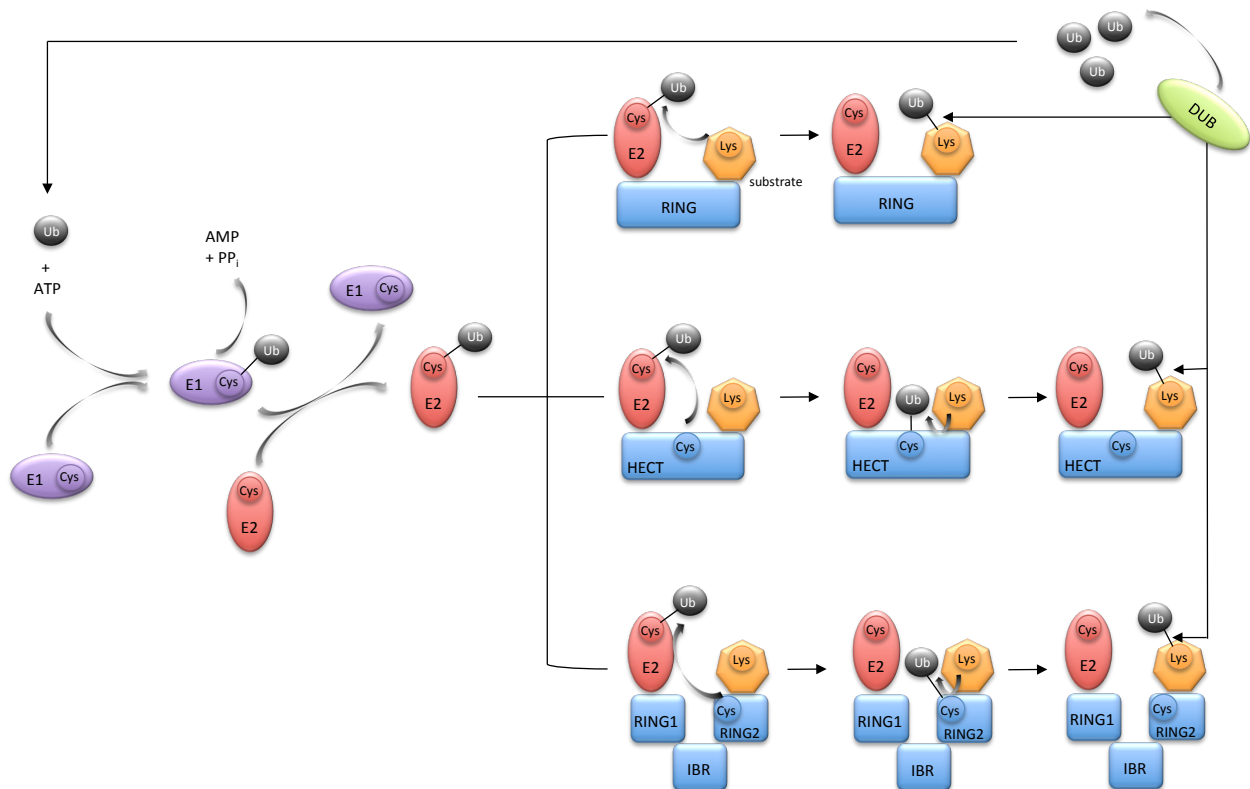 Ub
Ub
Ub
DUB
Ub
Cys
E2
Lys
substrate
RING
Cys
E2
Ub
Lys
RING
Ub
+
ATP
AMP
+ PPi
E1 Cys
Ub
E1 Cys
E1 Cys
Cys
E2
Ub
Cys
E2
Ub
Cys
E2
Lys
Cys
HECT
Cys
E2
Ub
Lys
Cys
HECT
Cys
E2
Ub
Lys
Cys
HECT
Ub
Cys
E2
Lys
Cys
RING1
RING2
IBR
Cys
E2
Ub
Lys
Cys
RING1
RING2
IBR
Ub
Cys
E2
Lys
Cys
RING1
RING2
IBR